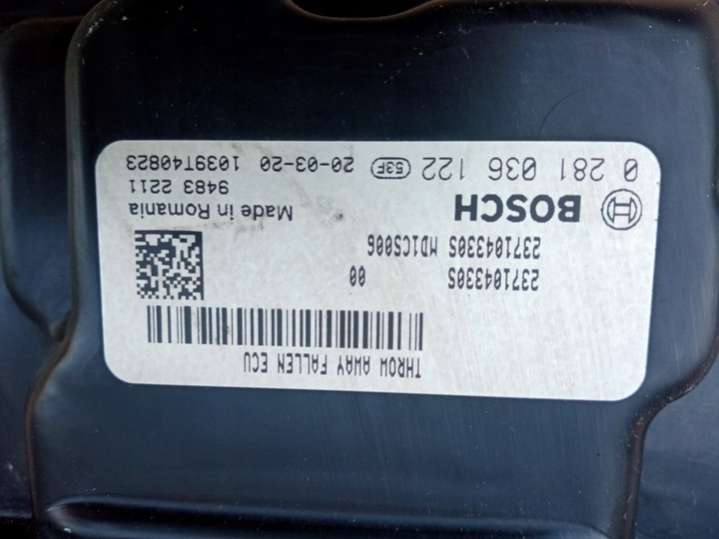 THROW AWAY FALLEN ECU
237104330S 00
237104330S MD1CS006
BOSCH
Made in Romania
9483 2211
0 281 036 122 53F 20-03-20 1039T40823